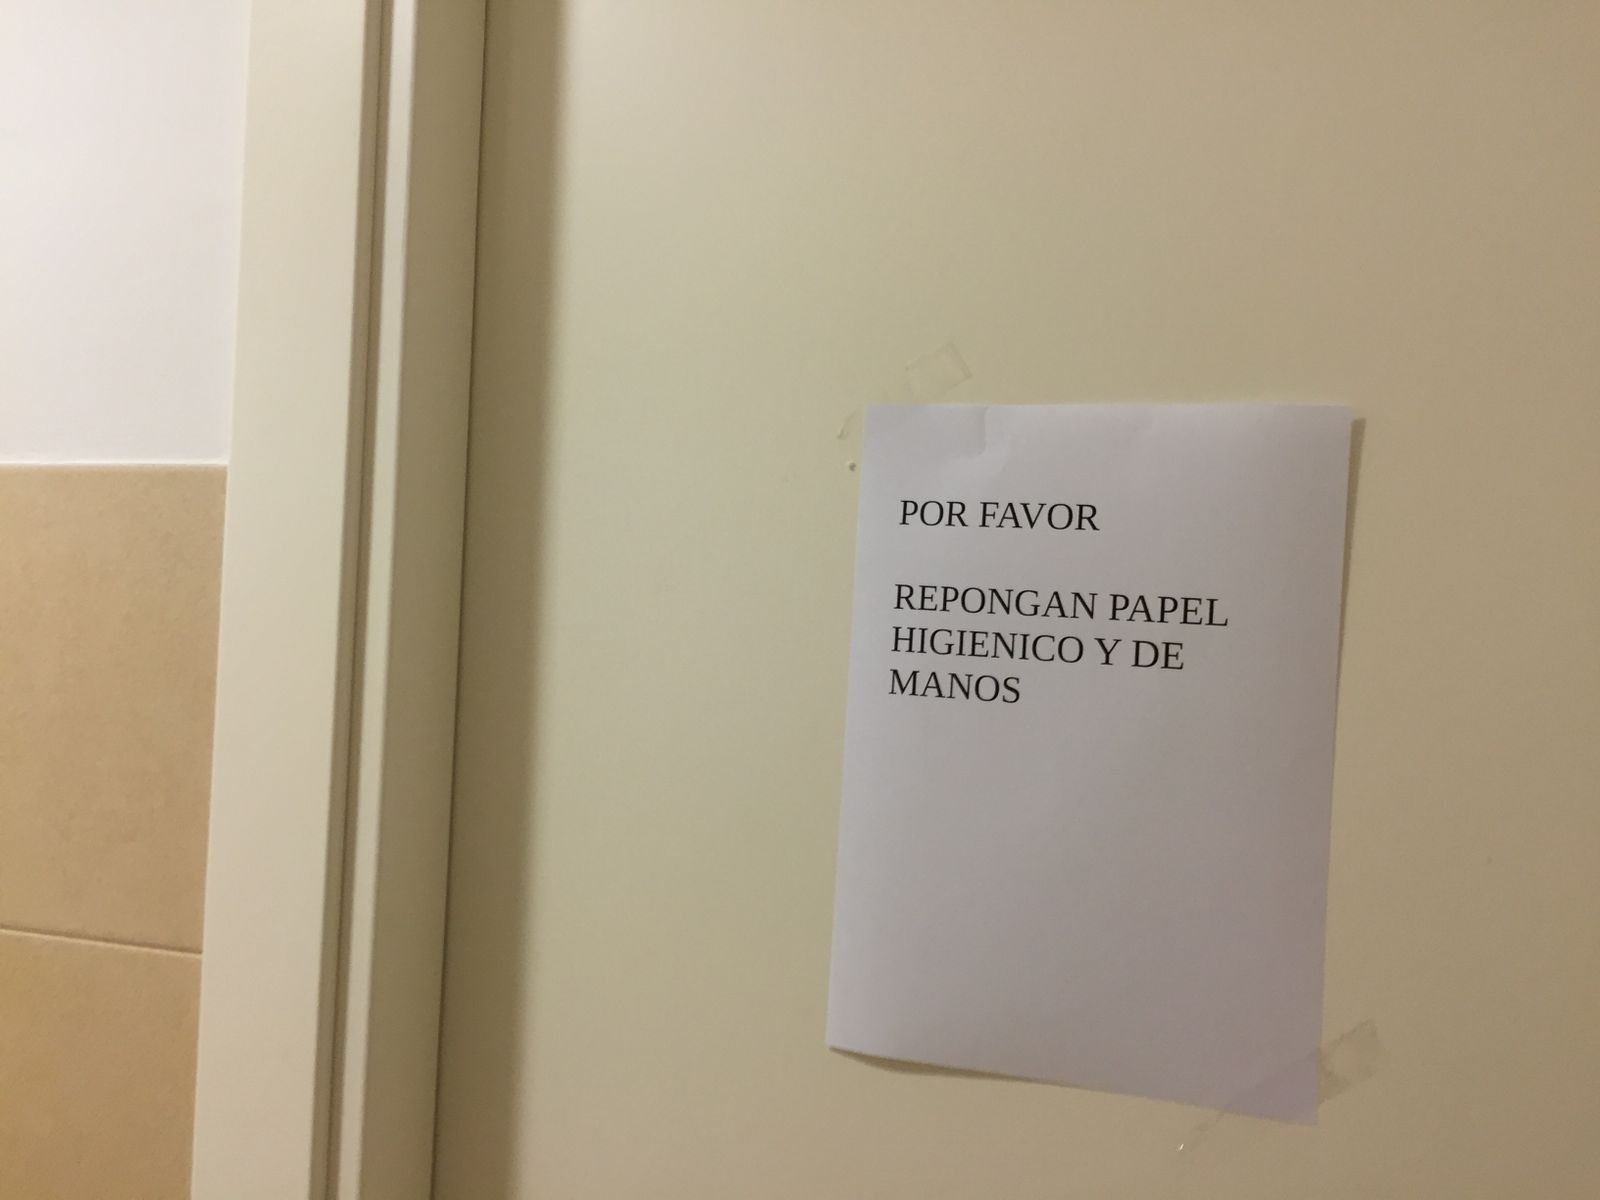 POR FAVOR
REPONGAN PAPEL
HIGIENICO Y DE
MANOS